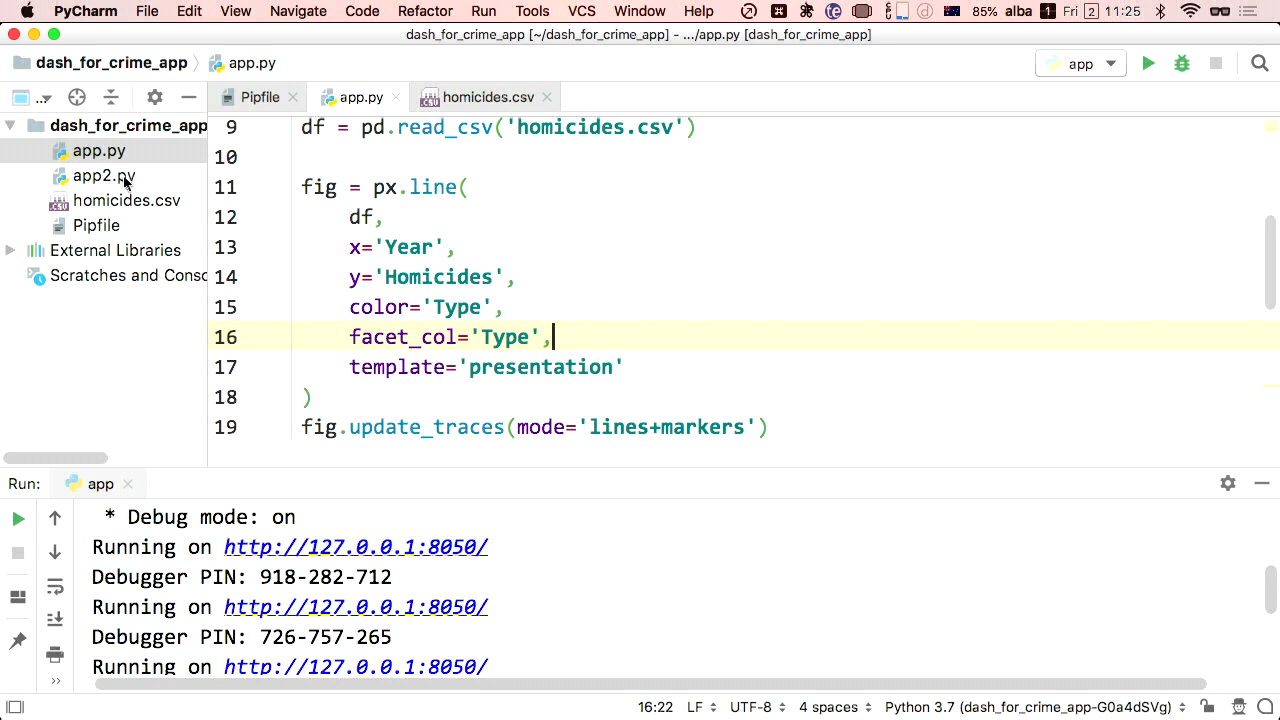 PyCharm File Edit View Navigate Code Refactor Run Tools VCS Window Help 85% alba 1 Fri 2 11:25
dash_for_crime_app [~/dash_for_crime_app] - .../app.py [dash_for_crime_app]
dash_for_crime_app app.py app
... Pipfile app.py homicides.csv
dash_for_crime_app
app.py
app2.py
homicides.csv
Pipfile
External Libraries
Scratches and Consc
9 df = pd.read_csv('homicides.csv')
10
11 fig = px.line(
12 df,
13 x='Year',
14 y='Homicides',
15 color='Type',
16 facet_col='Type',
17 template='presentation'
18 )
19 fig.update_traces(mode='lines+markers')
Run: app
* Debug mode: on
Running on http://127.0.0.1:8050/
Debugger PIN: 918-282-712
Running on http://127.0.0.1:8050/
Debugger PIN: 726-757-265
Running on http://127.0.0.1:8050/
16:22 LF UTF-8 4 spaces Python 3.7 (dash_for_crime_app-G0a4dSVg)